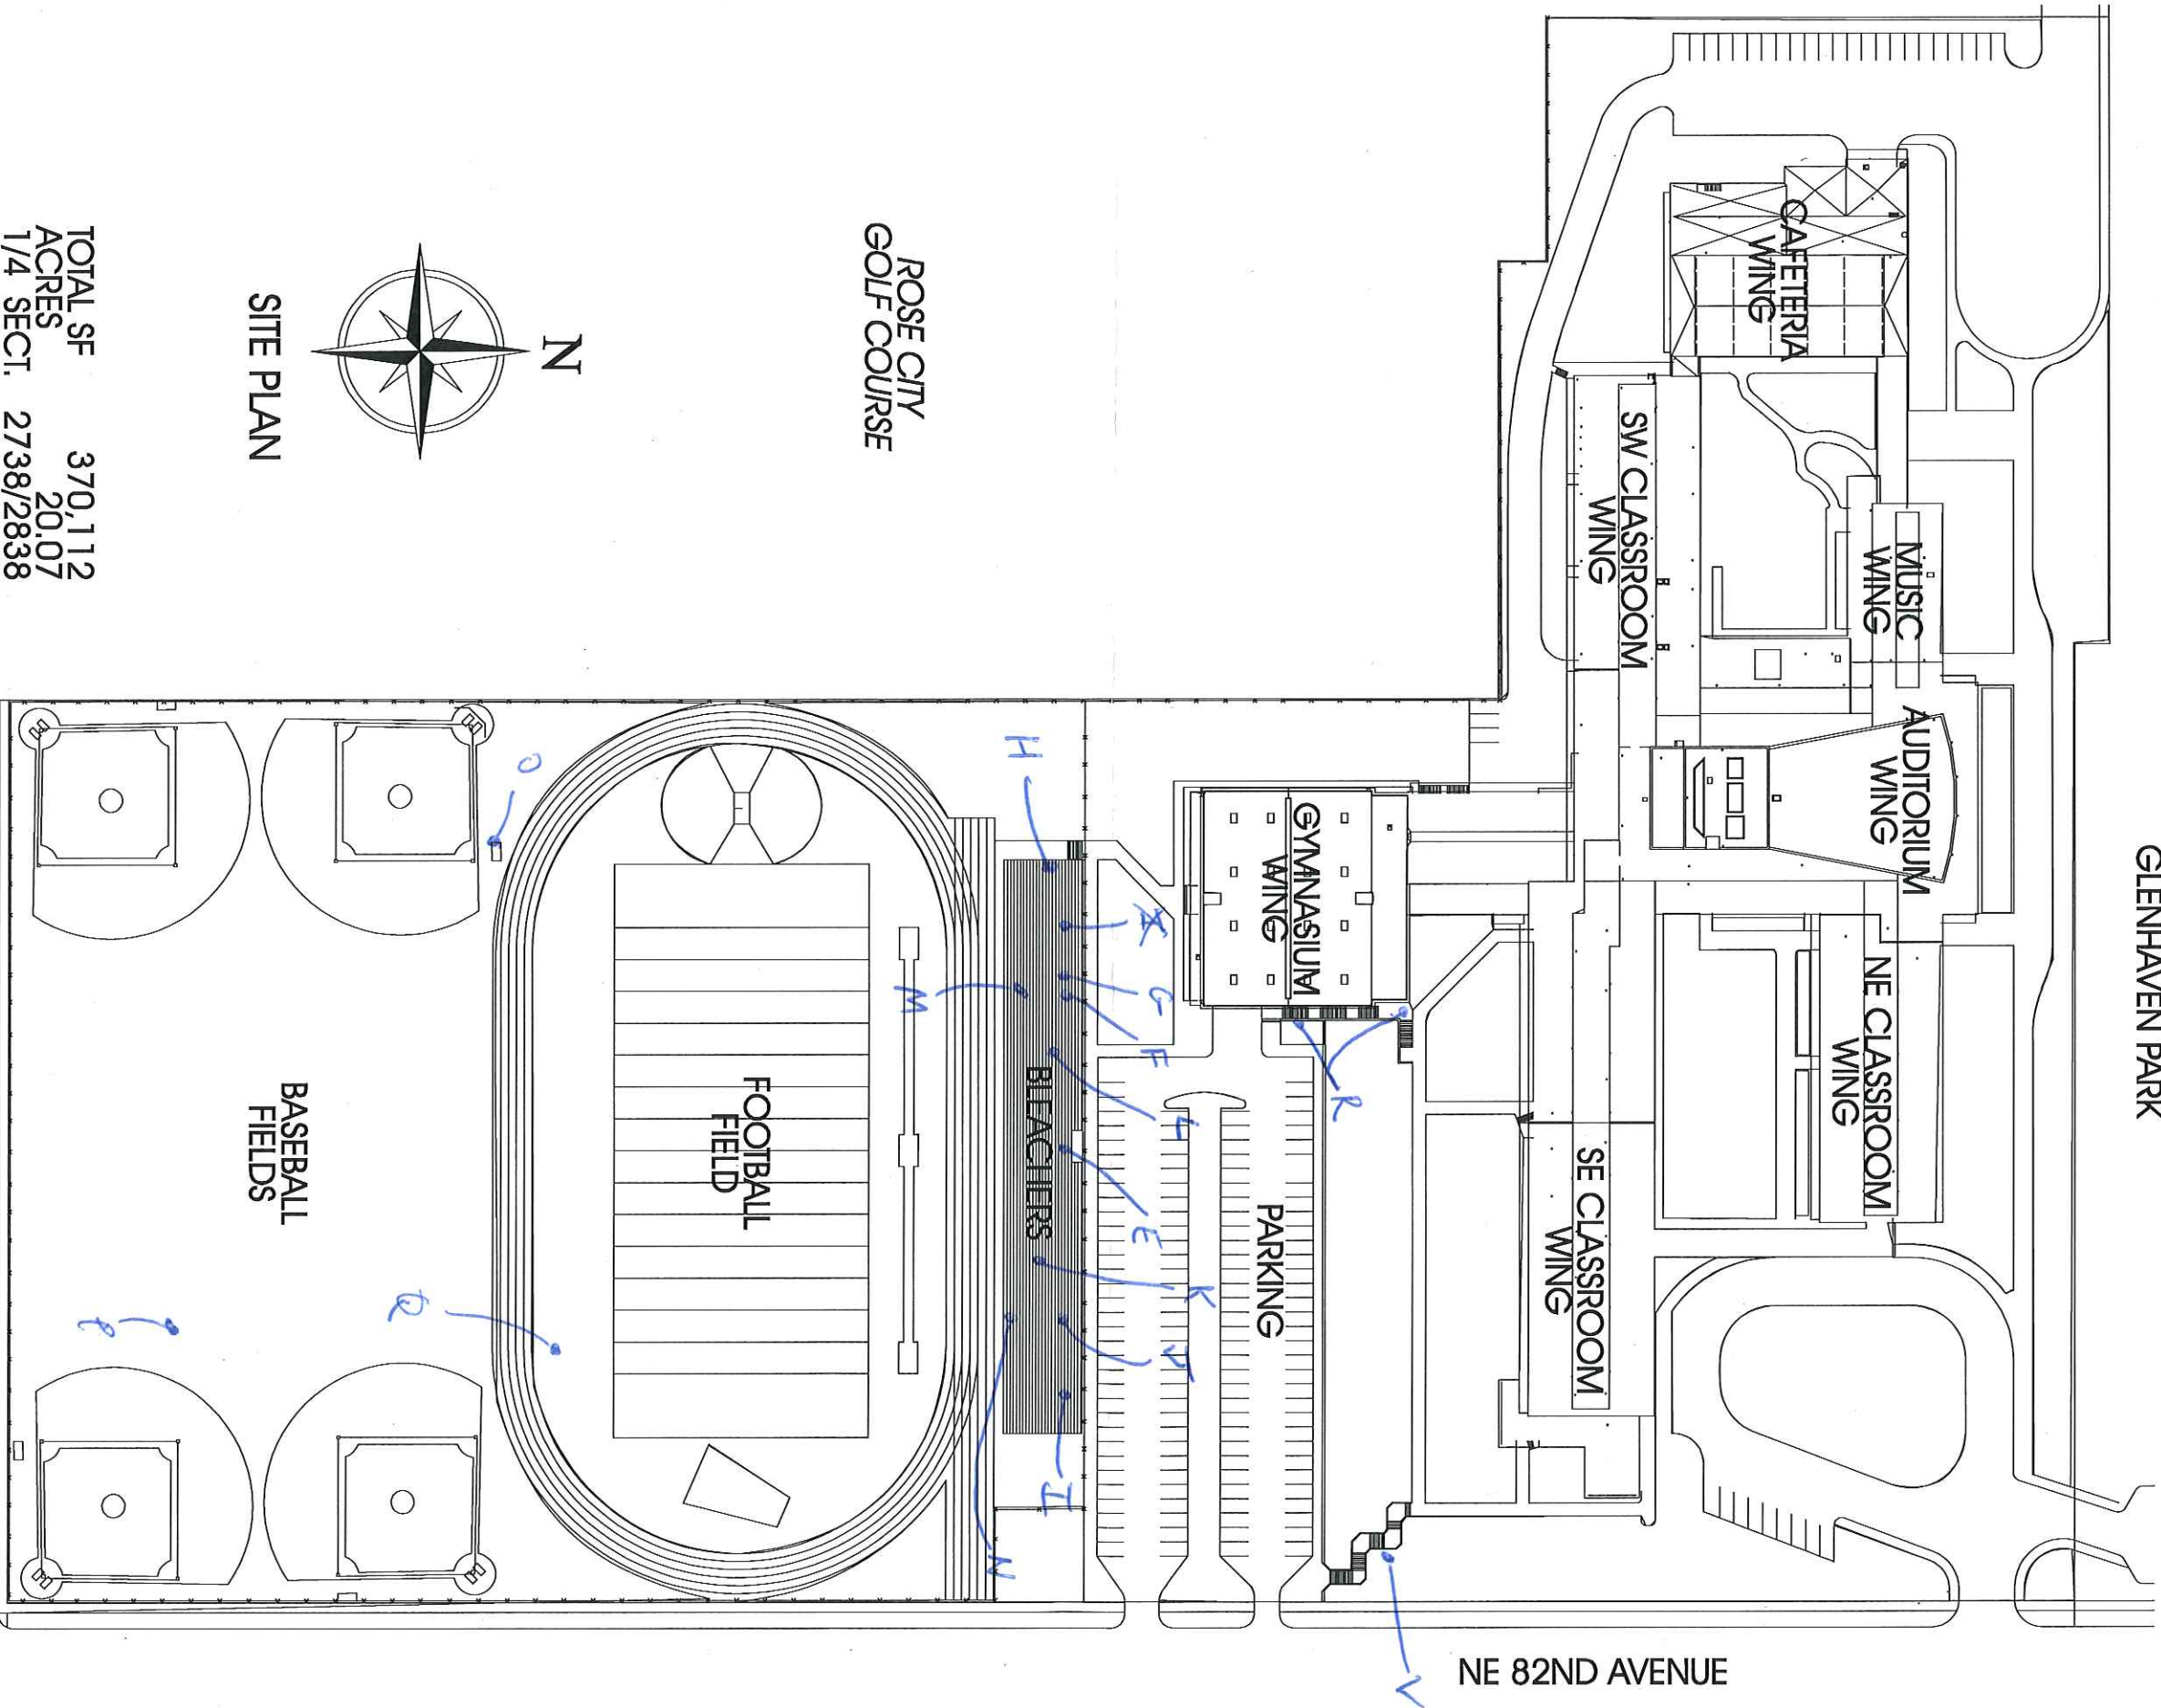 GLENHAVEN PARK
CAFETERIA
WING
MUSIC
WING
AUDITORIUM
WING
NE CLASSROOM
WING
SW CLASSROOM
WING
SE CLASSROOM
WING
GYMNASIUM
WING
R
V
PARKING
NE 82ND AVENUE
ROSE CITY
GOLF COURSE
H
G
F
L
E
K
J
I
M
N
BLEACHERS
FOOTBALL
FIELD
O
Q
P
BASEBALL
FIELDS
N
SITE PLAN
TOTAL SF 370,112
ACRES 20.07
1/4 SECT. 2738/2838